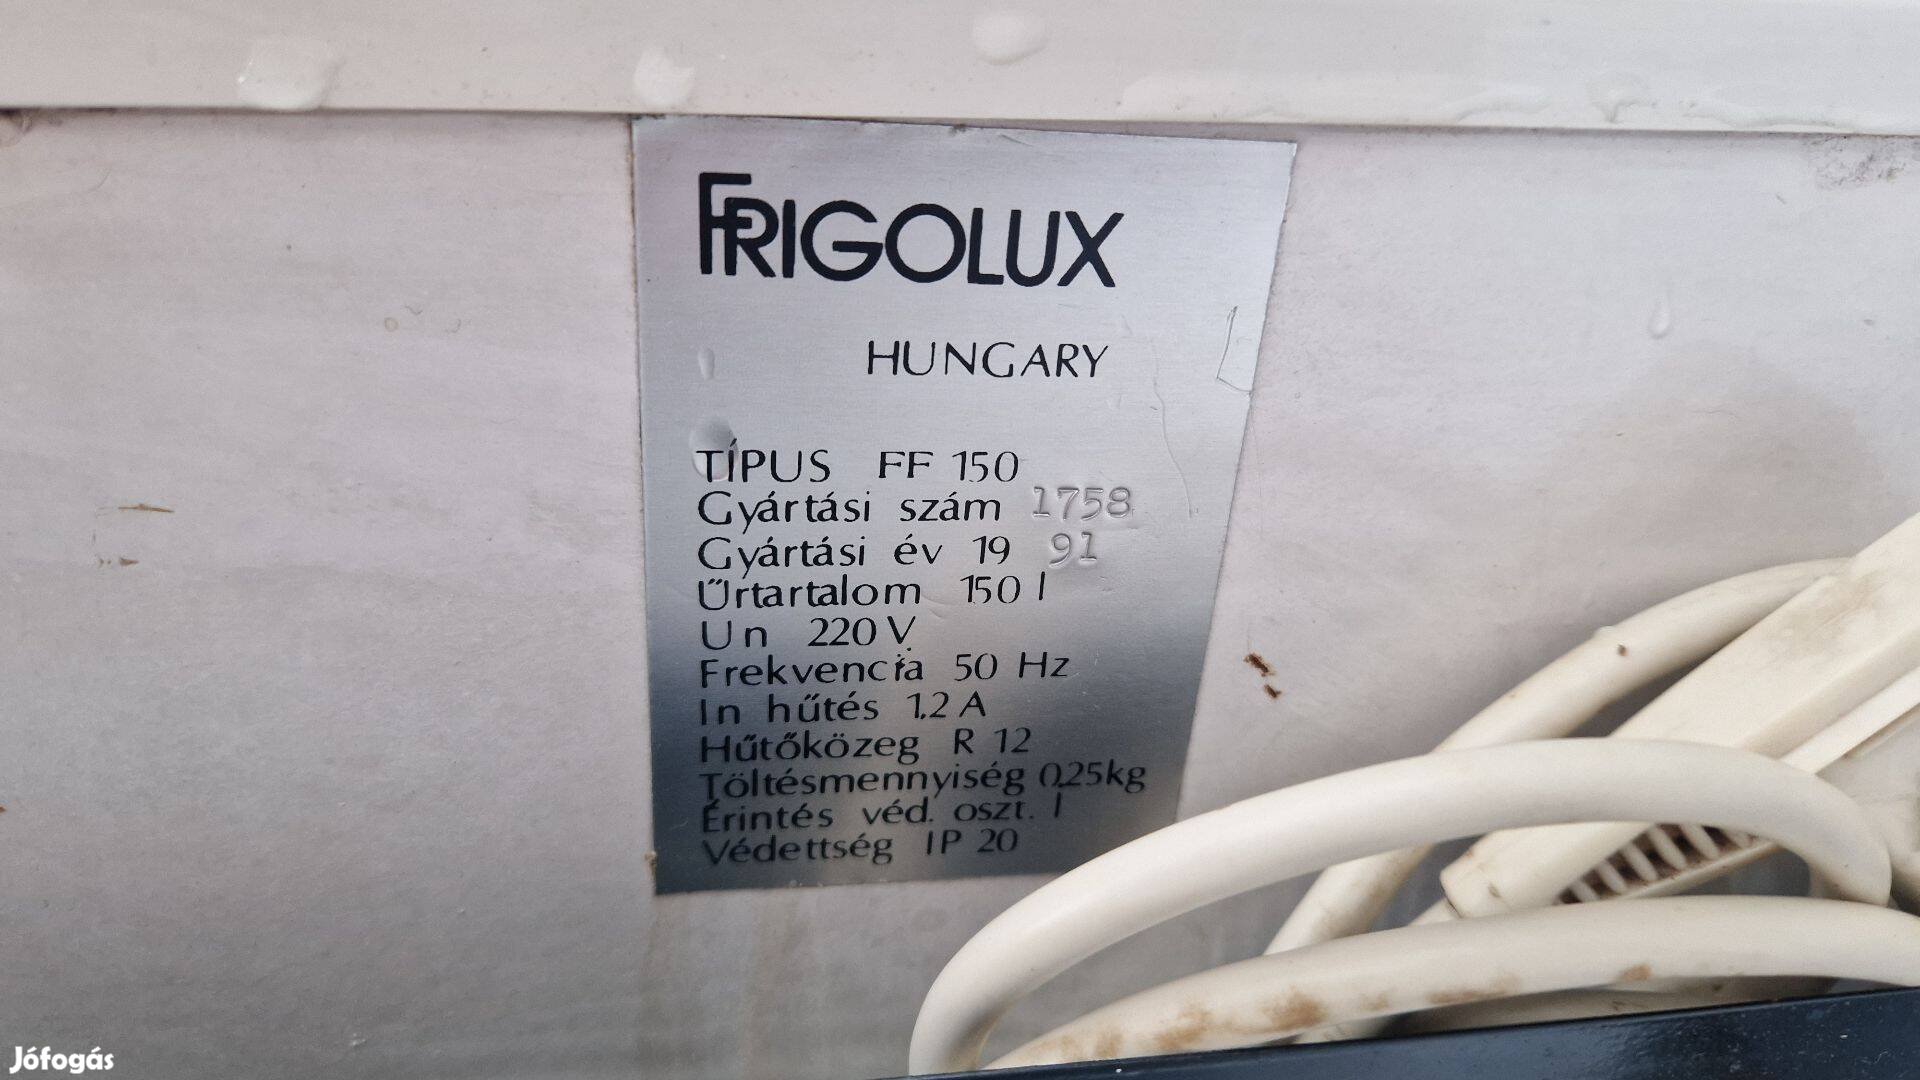 FRIGOLUX
HUNGARY
TÍPUS FF 150
Gyártási szám 1758
Gyártási év 19 91
Űrtartalom 150 l
Un 220 V
Frekvencia 50 Hz
In hűtés 1,2 A
Hűtőközeg R 12
Töltésmennyiség 0,25kg
Érintés véd. oszt. I
Védettség IP 20
Jófogás